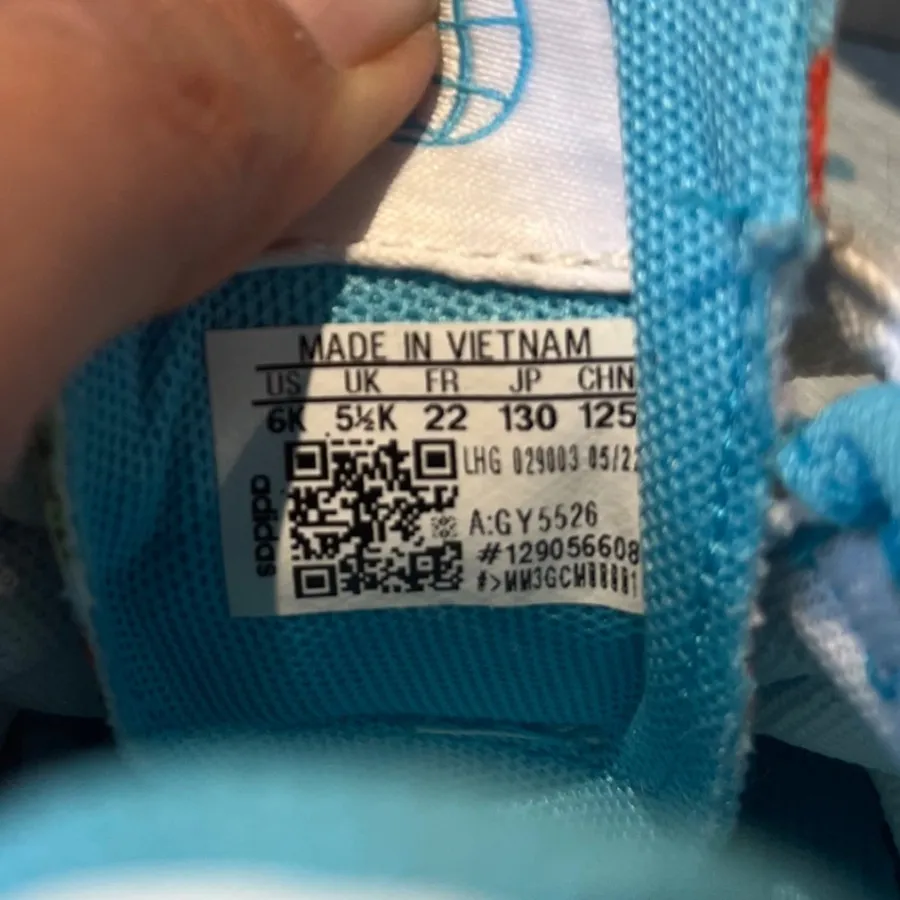 MADE IN VIETNAM
US UK FR JP CHN
6K 5½K 22 130 125
LHG 029003 05/22
adidas
A:GY5526
#129056608